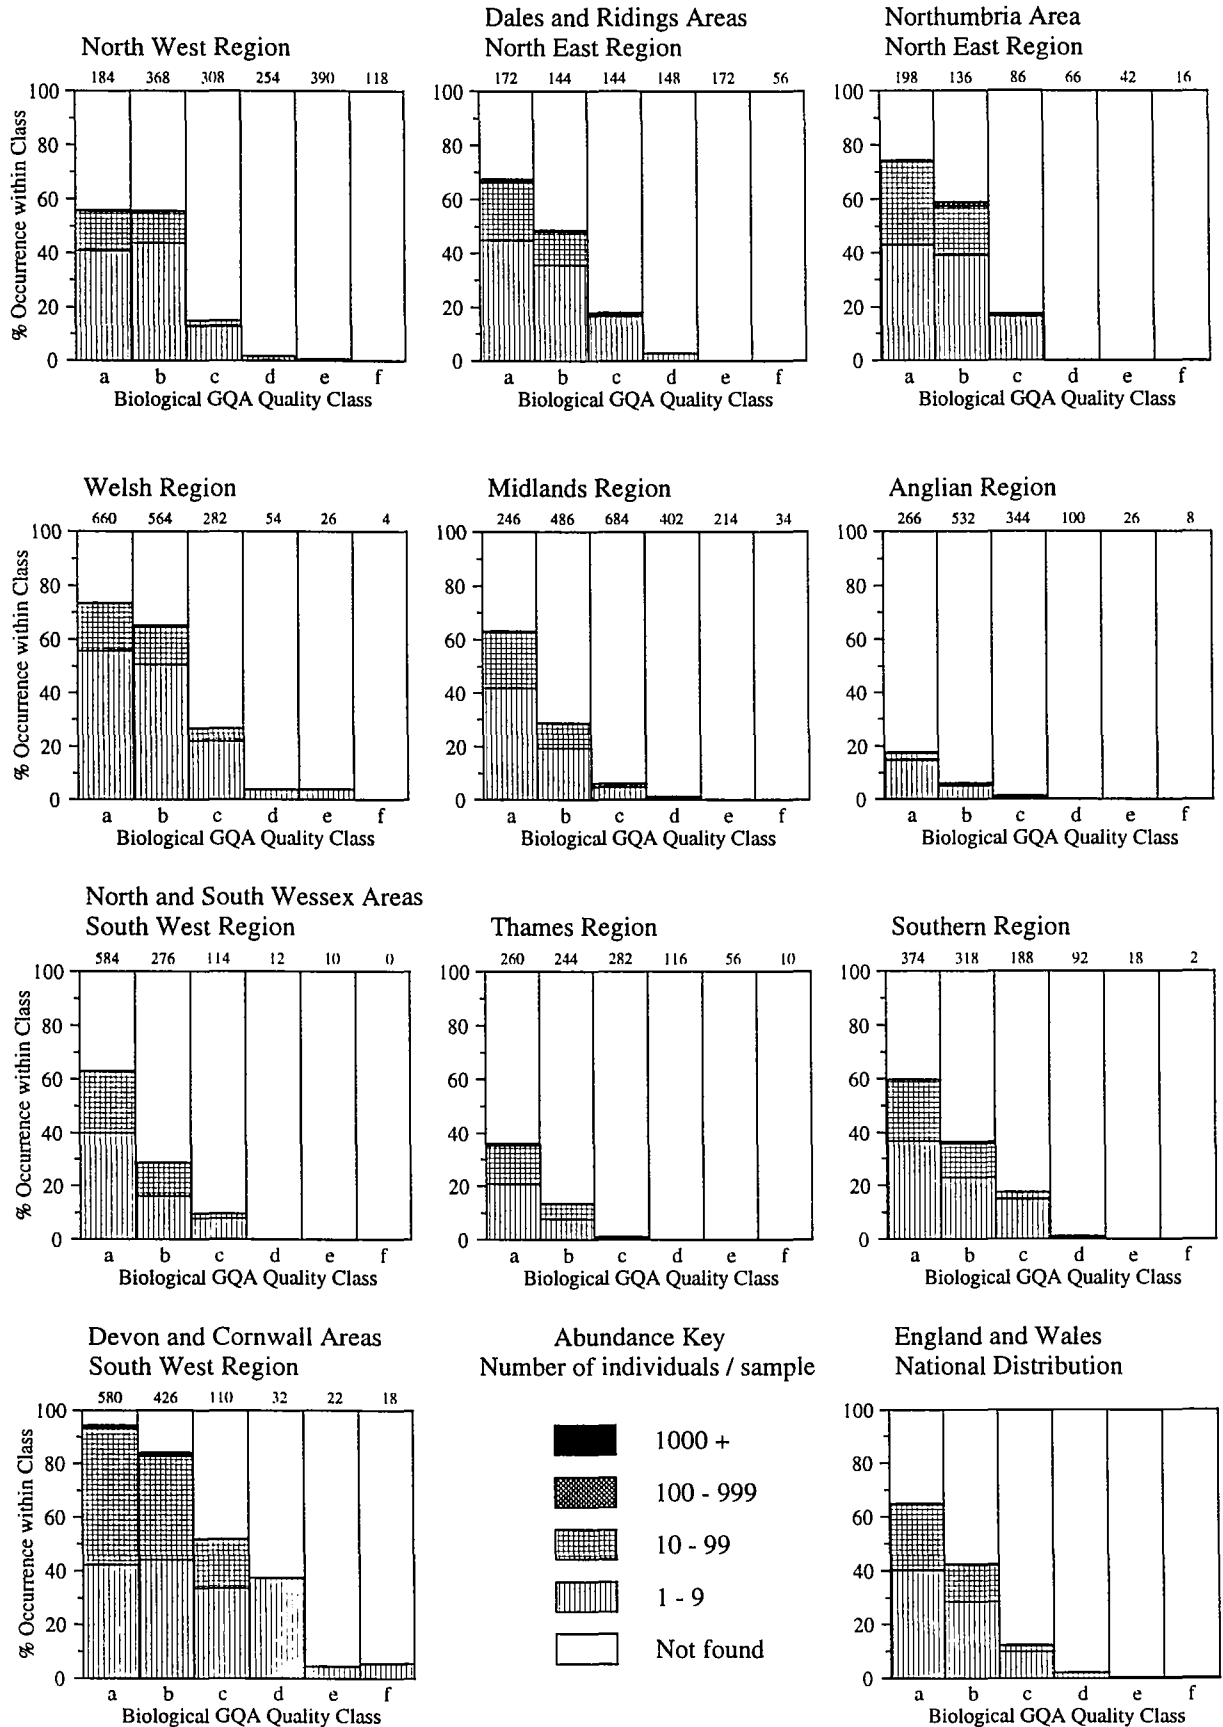 North West Region
184 368 308 254 390 118
% Occurrence within Class
100
80
60
40
20
0
a b c d e f
Biological GQA Quality Class
Dales and Ridings Areas
North East Region
172 144 144 148 172 56
100
80
60
40
20
0
a b c d e f
Biological GQA Quality Class
Northumbria Area
North East Region
198 136 86 66 42 16
100
80
60
40
20
0
a b c d e f
Biological GQA Quality Class
Welsh Region
660 564 282 54 26 4
% Occurrence within Class
100
80
60
40
20
0
a b c d e f
Biological GQA Quality Class
Midlands Region
246 486 684 402 214 34
100
80
60
40
20
0
a b c d e f
Biological GQA Quality Class
Anglian Region
266 532 344 100 26 8
100
80
60
40
20
0
a b c d e f
Biological GQA Quality Class
North and South Wessex Areas
South West Region
584 276 114 12 10 0
% Occurrence within Class
100
80
60
40
20
0
a b c d e f
Biological GQA Quality Class
Thames Region
260 244 282 116 56 10
100
80
60
40
20
0
a b c d e f
Biological GQA Quality Class
Southern Region
374 318 188 92 18 2
100
80
60
40
20
0
a b c d e f
Biological GQA Quality Class
Devon and Cornwall Areas
South West Region
580 426 110 32 22 18
% Occurrence within Class
100
80
60
40
20
0
a b c d e f
Biological GQA Quality Class
Abundance Key
Number of individuals / sample
1000 +
100 - 999
10 - 99
1 - 9
Not found
England and Wales
National Distribution
100
80
60
40
20
0
a b c d e f
Biological GQA Quality Class